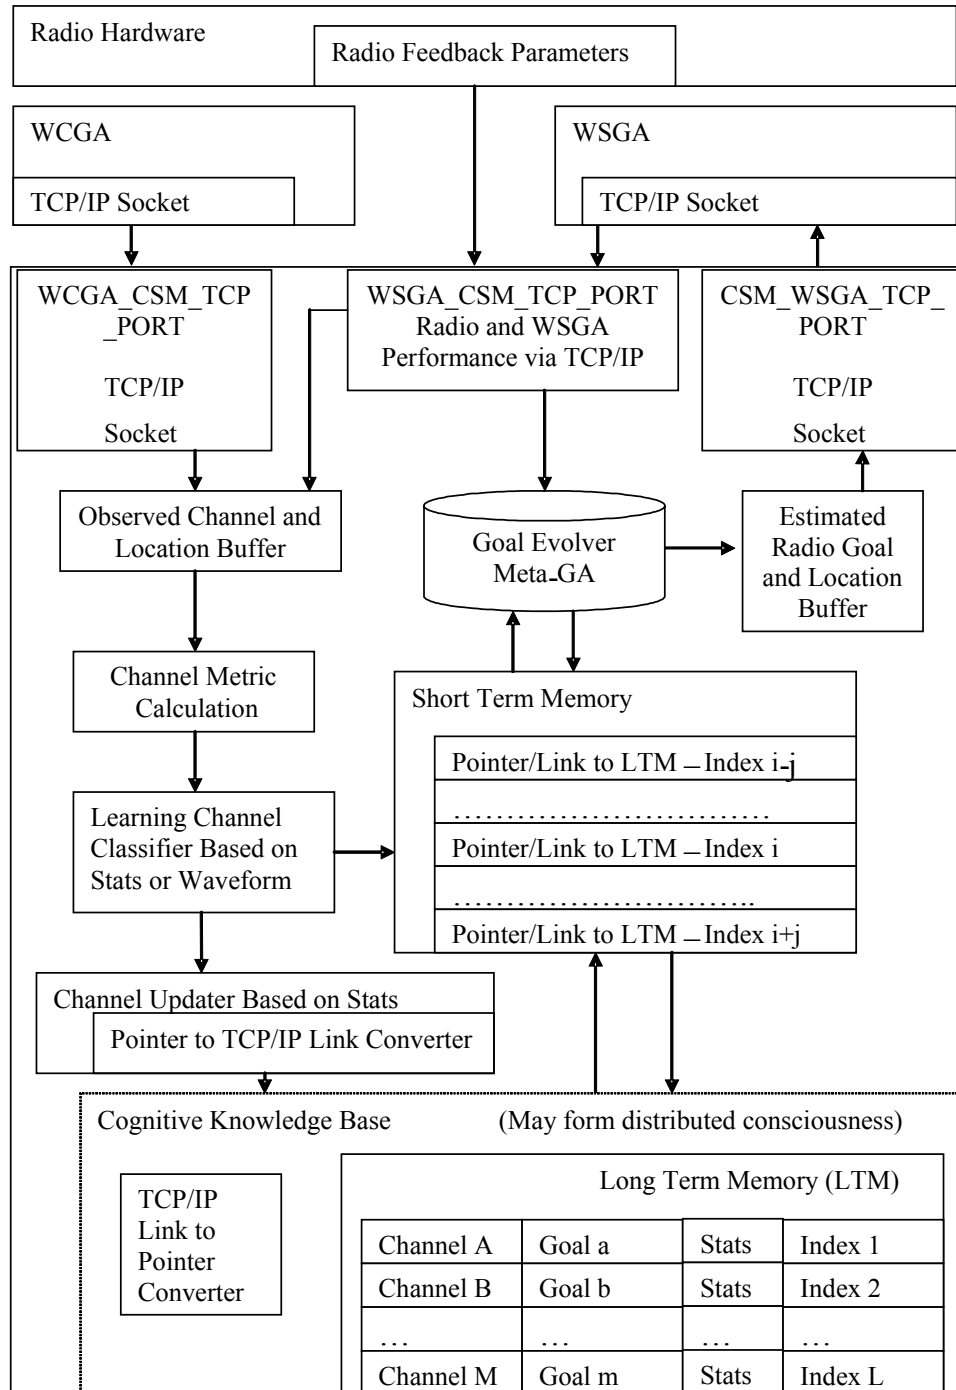 Radio Hardware
Radio Feedback Parameters
WCGA
TCP/IP Socket
WSGA
TCP/IP Socket
WCGA_CSM_TCP
_PORT
TCP/IP
Socket
WSGA_CSM_TCP_PORT
Radio and WSGA
Performance via TCP/IP
CSM_WSGA_TCP_
PORT
TCP/IP
Socket
Observed Channel and
Location Buffer
Goal Evolver
Meta-GA
Estimated
Radio Goal
and Location
Buffer
Channel Metric
Calculation
Short Term Memory
Pointer/Link to LTM – Index i-j
…………………………
Pointer/Link to LTM – Index i
………………………..
Pointer/Link to LTM – Index i+j
Learning Channel
Classifier Based on
Stats or Waveform
Channel Updater Based on Stats
Pointer to TCP/IP Link Converter
Cognitive Knowledge Base (May form distributed consciousness)
TCP/IP
Link to
Pointer
Converter
Long Term Memory (LTM)
Channel A Goal a Stats Index 1
Channel B Goal b Stats Index 2
… … … …
Channel M Goal m Stats Index L